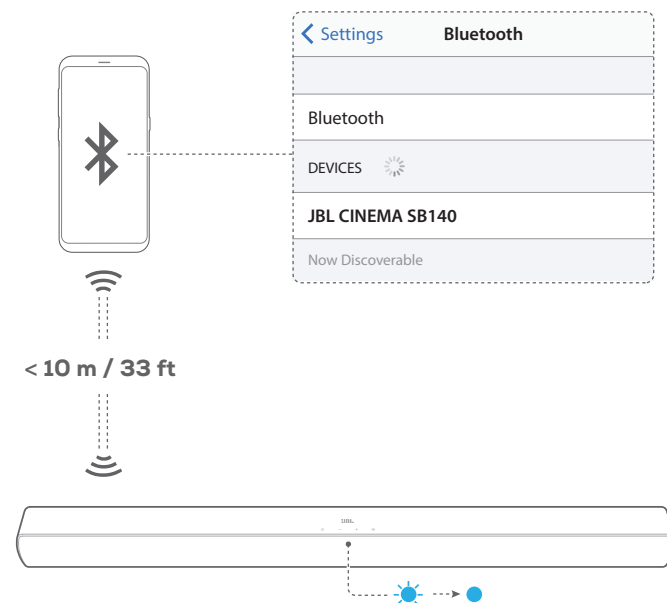 Settings Bluetooth
Bluetooth
DEVICES
JBL CINEMA SB140
Now Discoverable
< 10 m / 33 ft
JBL